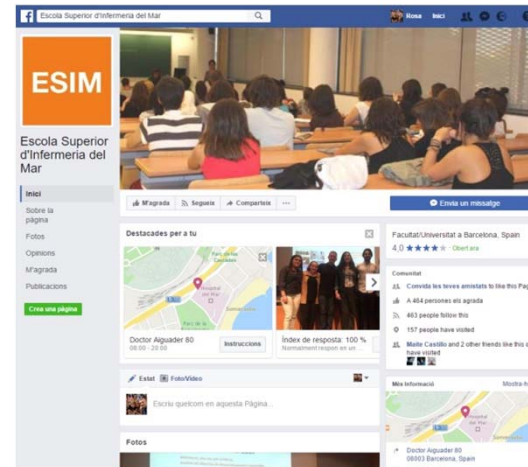 Escola Superior d'Infermeria del Mar
Rosa
Inici
ESIM
Escola Superior
d'Infermeria del
Mar
Inici
Sobre la
pàgina
Fotos
Opinions
M'agrada
Publicacions
Crea una pàgina
M'agrada
Segueix
Comparteix
Envia un missatge
Destacades per a tu
Doctor Aiguader 80
08:00 - 20:00
Instruccions
Índex de resposta: 100 %
Normalment respon en un ...
Facultat/Universitat a Barcelona, Spain
4,0
Obert ara
Comunitat
Convida les teves amistats to like this Pag
A 464 persones els agrada
463 people follow this
157 people have visited
Maite Castillo and 2 other friends like this
have visited
Estat
Foto/Vídeo
Escriu quelcom en aquesta Pàgina...
Més informació
Doctor Aiguader 80
08003 Barcelona, Spain
Fotos